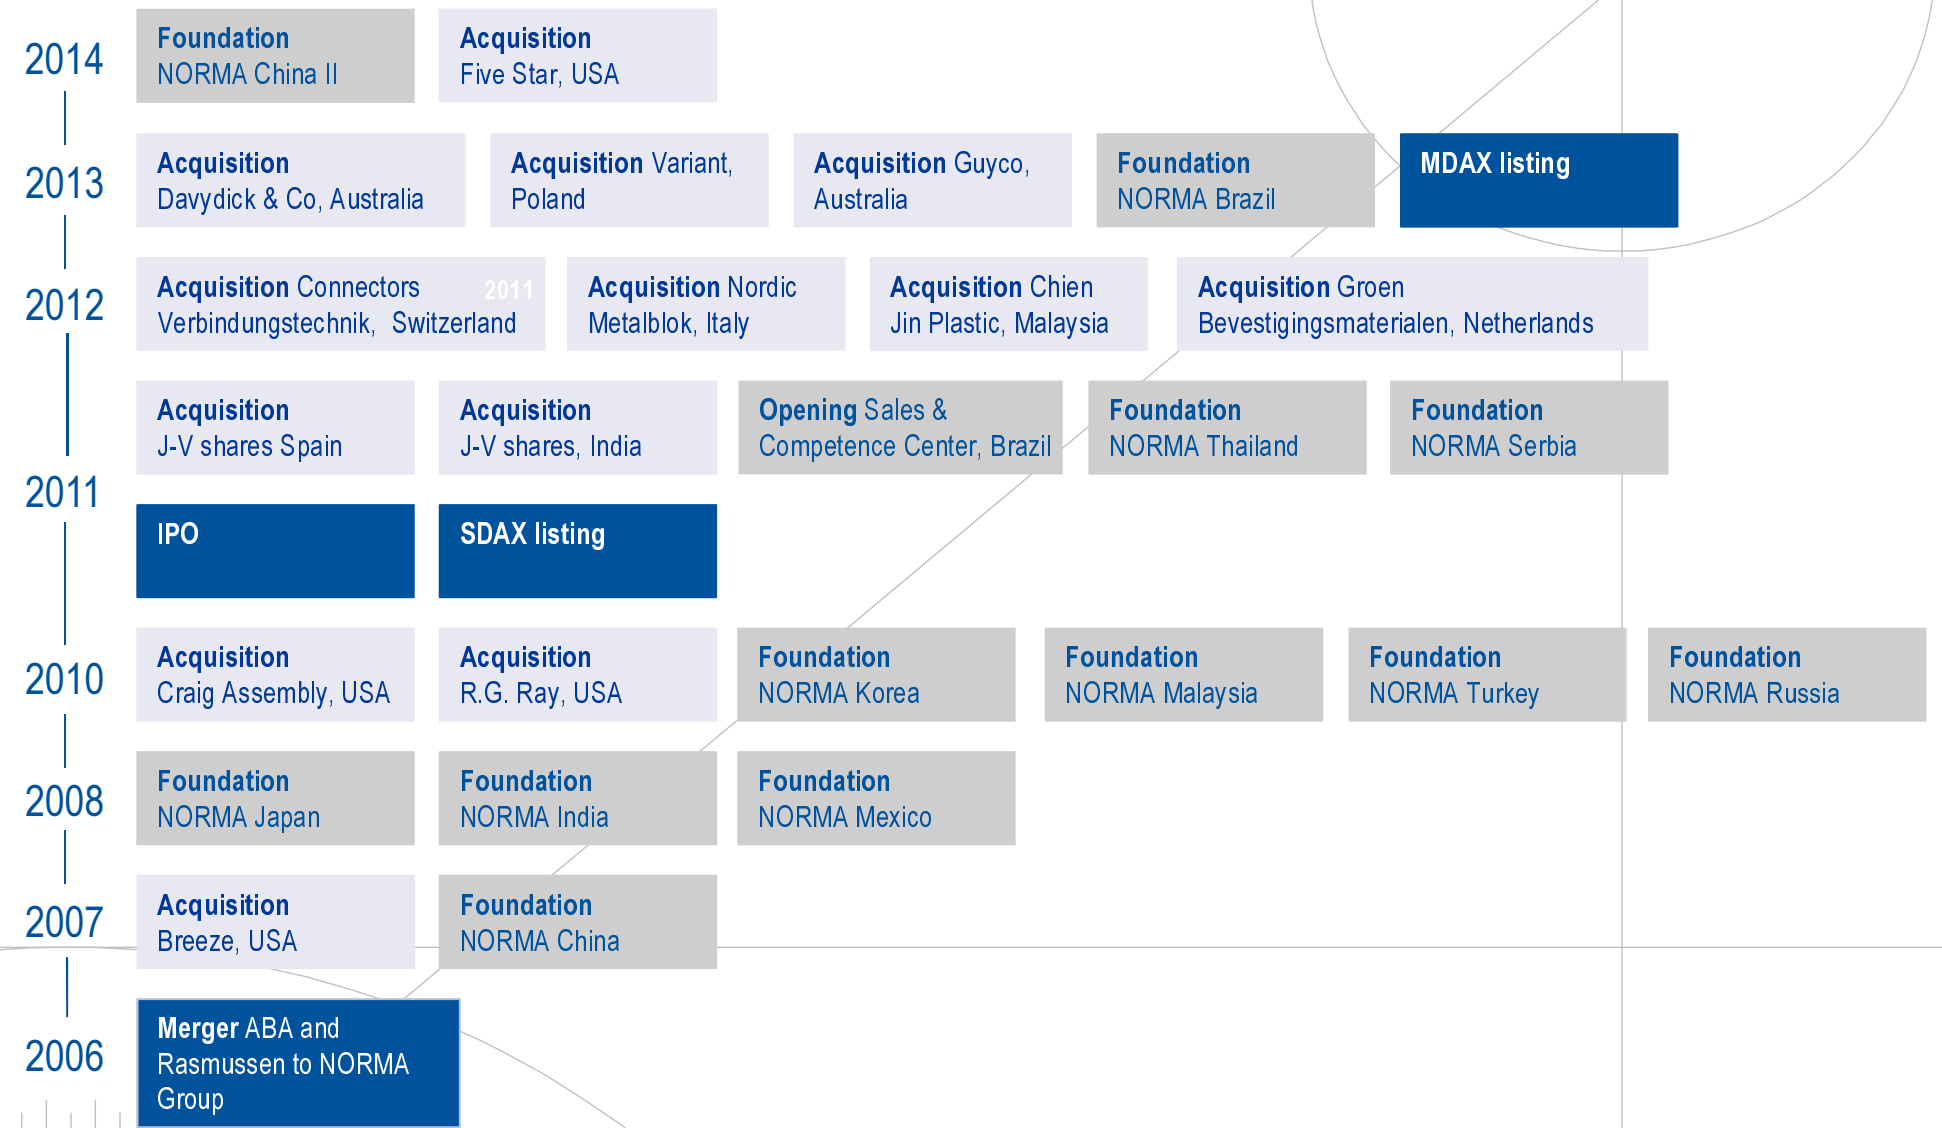 2014
Foundation
NORMA China II
Acquisition
Five Star, USA
2013
Acquisition
Davydick & Co, Australia
Acquisition Variant,
Poland
Acquisition Guyco,
Australia
Foundation
NORMA Brazil
MDAX listing
2012
Acquisition Connectors
Verbindungstechnik, Switzerland
2011
Acquisition Nordic
Metalblok, Italy
Acquisition Chien
Jin Plastic, Malaysia
Acquisition Groen
Bevestigingsmaterialen, Netherlands
2011
Acquisition
J-V shares Spain
Acquisition
J-V shares, India
Opening Sales &
Competence Center, Brazil
Foundation
NORMA Thailand
Foundation
NORMA Serbia
IPO
SDAX listing
2010
Acquisition
Craig Assembly, USA
Acquisition
R.G. Ray, USA
Foundation
NORMA Korea
Foundation
NORMA Malaysia
Foundation
NORMA Turkey
Foundation
NORMA Russia
2008
Foundation
NORMA Japan
Foundation
NORMA India
Foundation
NORMA Mexico
2007
Acquisition
Breeze, USA
Foundation
NORMA China
2006
Merger ABA and
Rasmussen to NORMA
Group